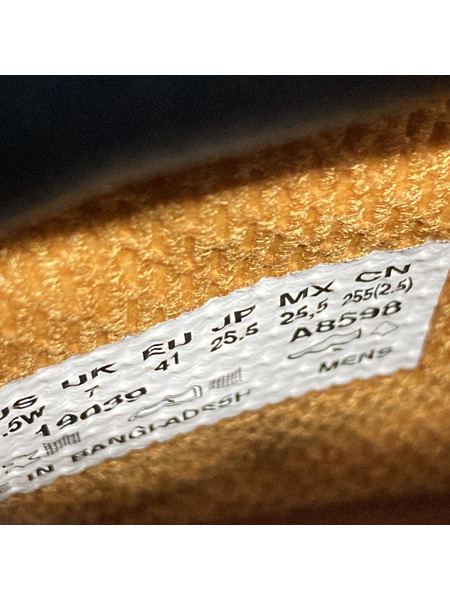 US UK EU JP MX CN
.5W 7 41 25.5 25,5 255(2.5)
19039 A8598
E IN BANGLADESH MENS